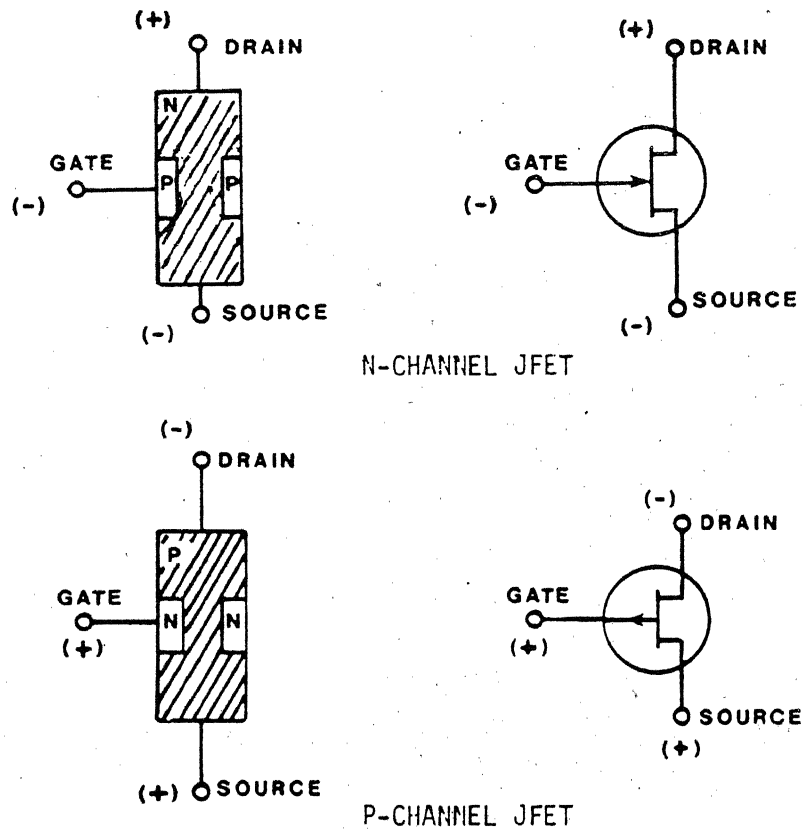 (+)
DRAIN
N
GATE
P P
(-)
SOURCE
(-)
(+)
DRAIN
GATE
(-)
SOURCE
(-)
N-CHANNEL JFET
(-)
DRAIN
P
GATE
N N
(+)
SOURCE
(+)
(-)
DRAIN
GATE
(+)
SOURCE
(+)
P-CHANNEL JFET